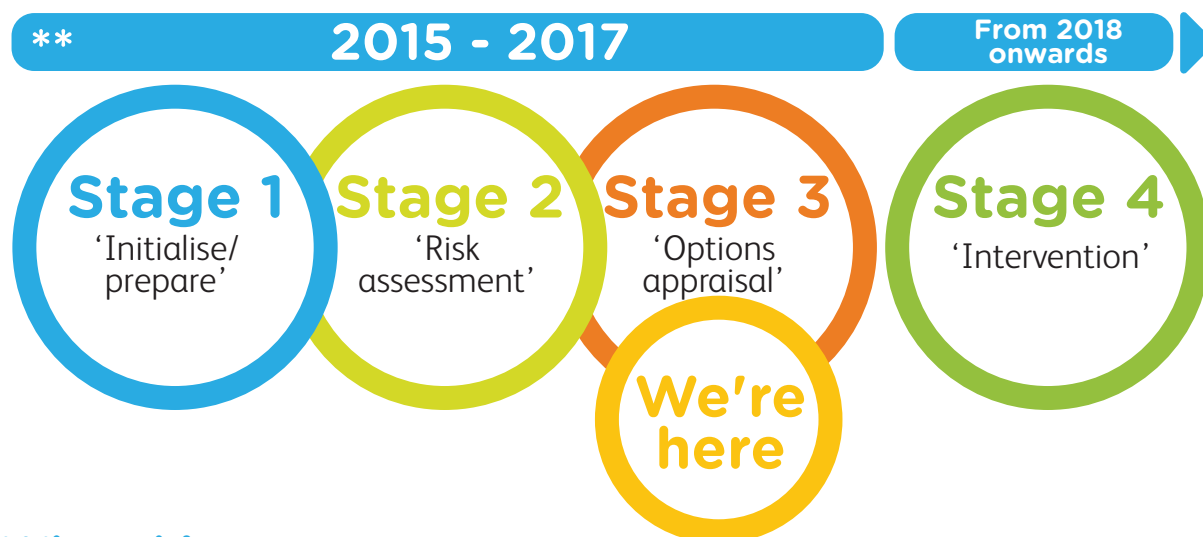 ** 2015 - 2017
From 2018
onwards
Stage 1
‘Initialise/
prepare’
Stage 2
‘Risk
assessment’
Stage 3
‘Options
appraisal’
Stage 4
‘Intervention’
We're
here